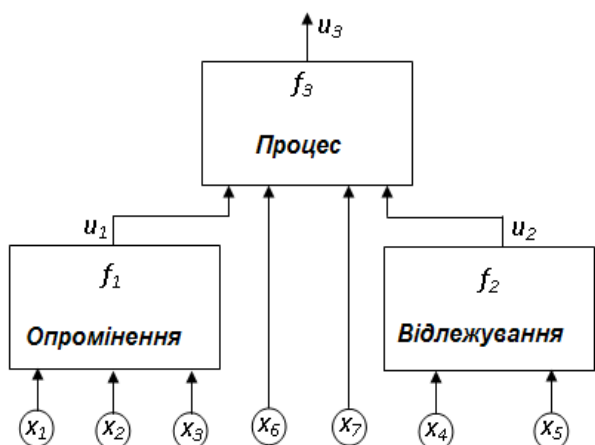 u₃
f₃
Процес
u₁
u₂
f₁
f₂
Опромінення
Відлежування
x₁ x₂ x₃ x₆ x₇ x₄ x₅